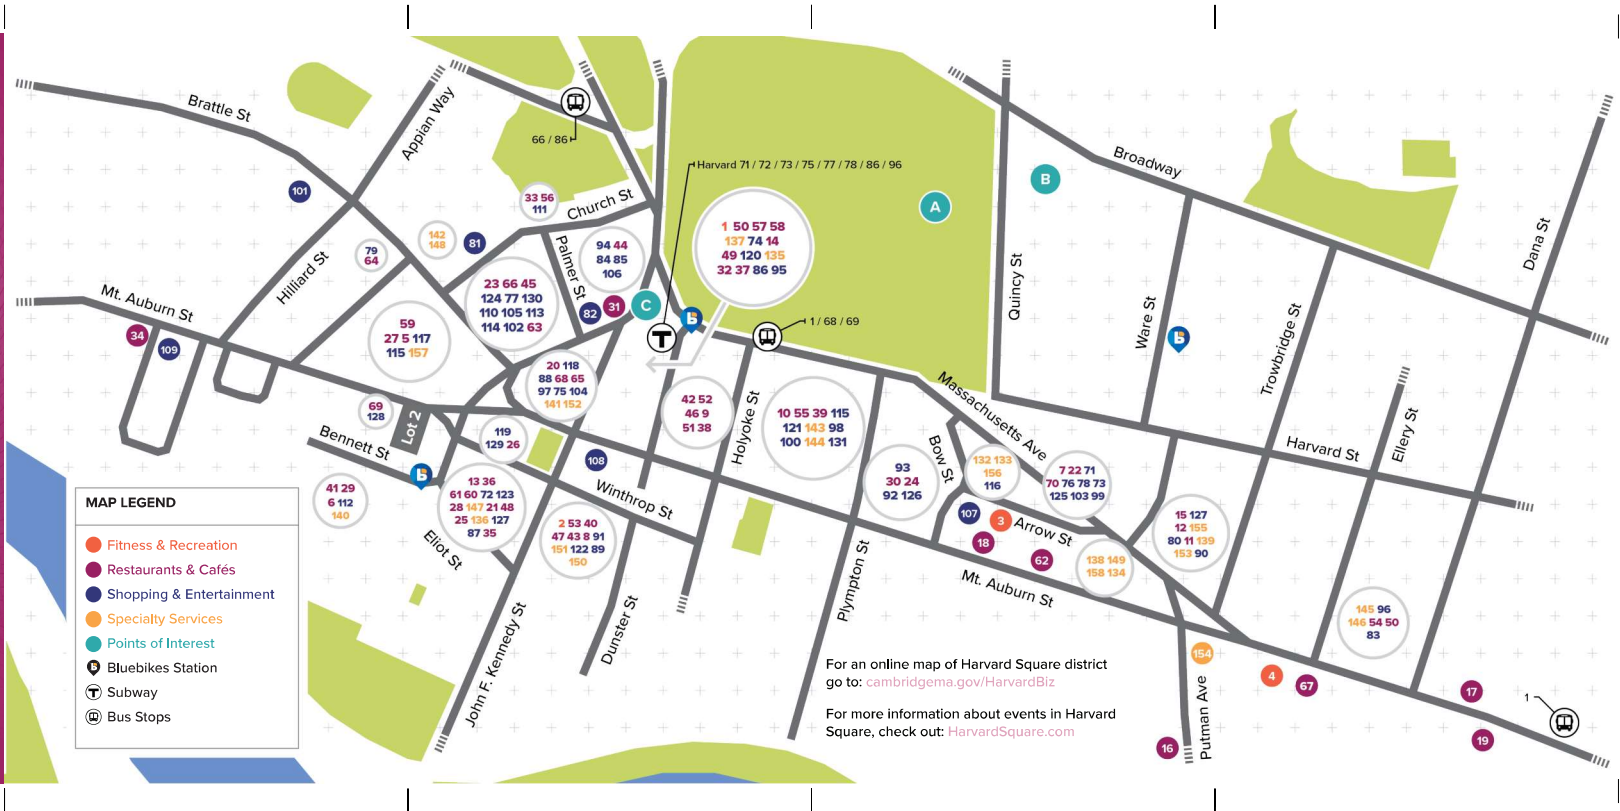 Brattle St
Appian Way
66 / 86
Harvard 71 / 72 / 73 / 75 / 77 / 78 / 86 / 96
Broadway
101
33 56
111
Church St
A
B
1 50 57 58
137 74 14
49 120 135
32 37 86 95
142
148
81
79
64
Hilliard St
Palmer St
94 44
84 85
106
Quincy St
Dana St
Mt. Auburn St
23 66 45
124 77 130
110 105 113
114 102 63
82
31
C
T
1 / 68 / 69
Ware St
Trowbridge St
34
109
59
27 5 117
115 157
20 118
88 68 65
97 75 104
141 152
42 52
46 9
51 38
Holyoke St
10 55 39 115
121 143 98
100 144 131
Massachusetts Ave
Ellery St
Harvard St
69
128
Lot 2
Bennett St
119
129 26
108
Winthrop St
93
30 24
92 126
Bow St
132 133
156
116
7 22 71
70 76 78 73
125 103 99
41 29
6 112
140
13 36
61 60 72 123
28 147 21 48
25 136 127
87 35
Eliot St
2 53 40
47 43 8 91
151 122 89
150
107
3
Arrow St
18
62
15 127
12 155
80 11 139
153 90
138 149
158 134
Mt. Auburn St
Plympton St
Dunster St
John F. Kennedy St
145 96
146 54 50
83
154
4
67
17
19
16
Putman Ave
1
MAP LEGEND
Fitness & Recreation
Restaurants & Cafés
Shopping & Entertainment
Specialty Services
Points of Interest
Bluebikes Station
T Subway
Bus Stops
For an online map of Harvard Square district
go to: cambridgema.gov/HarvardBiz
For more information about events in Harvard
Square, check out: HarvardSquare.com